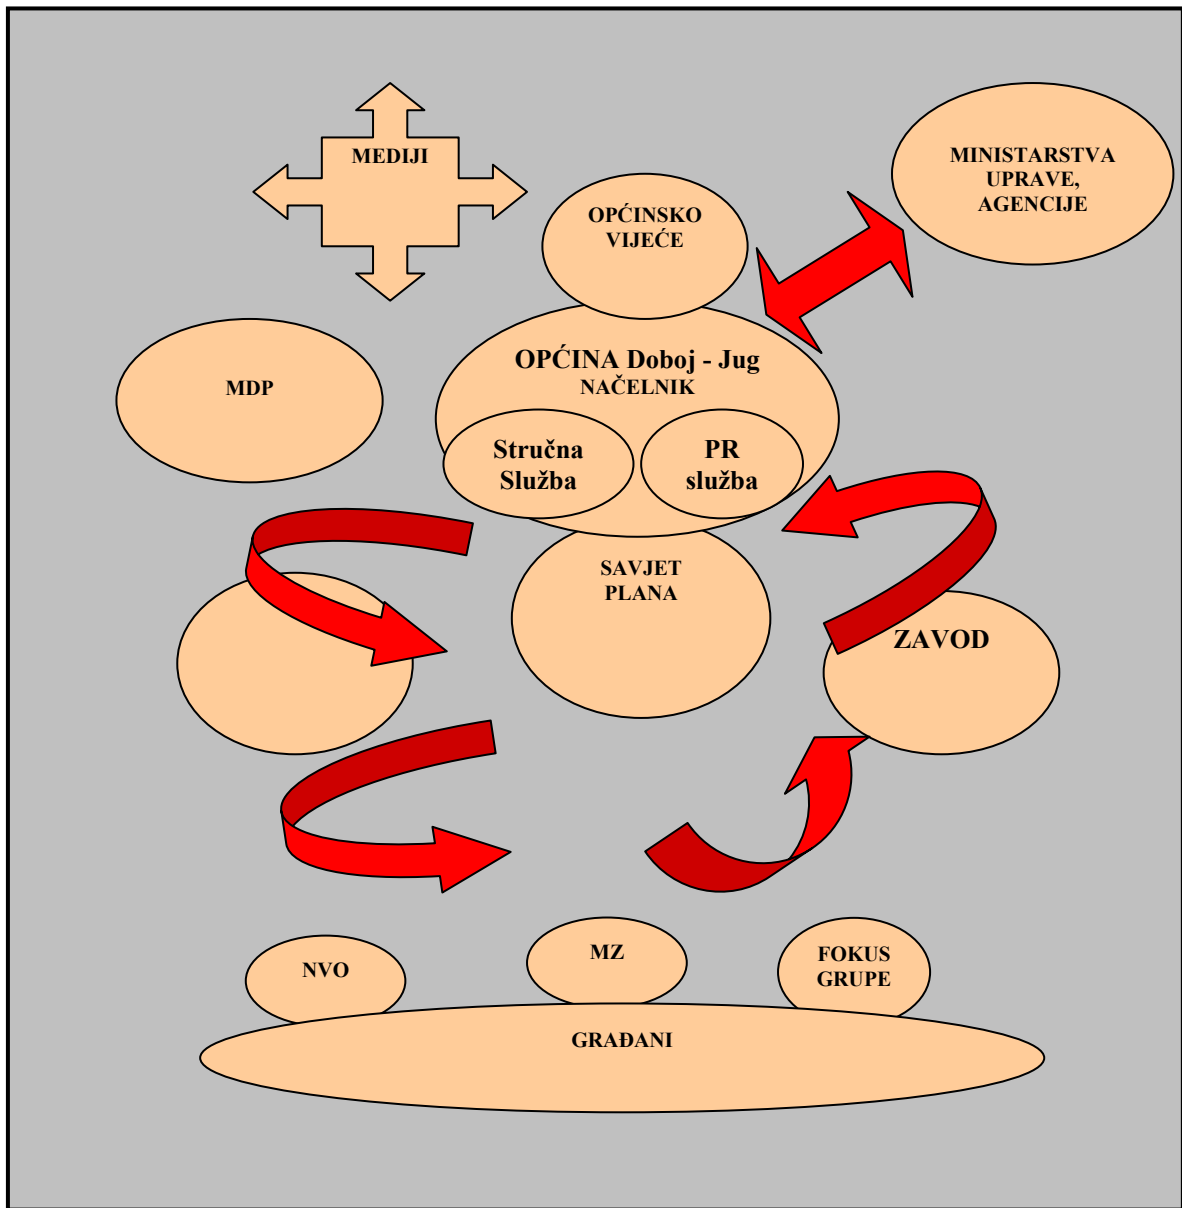 MEDIJI
MINISTARSTVA
UPRAVE,
AGENCIJE
OPĆINSKO
VIJEĆE
OPĆINA Doboj - Jug
NAČELNIK
MDP
Stručna
Služba
PR
služba
SAVJET
PLANA
ZAVOD
NVO
MZ
FOKUS
GRUPE
GRAĐANI